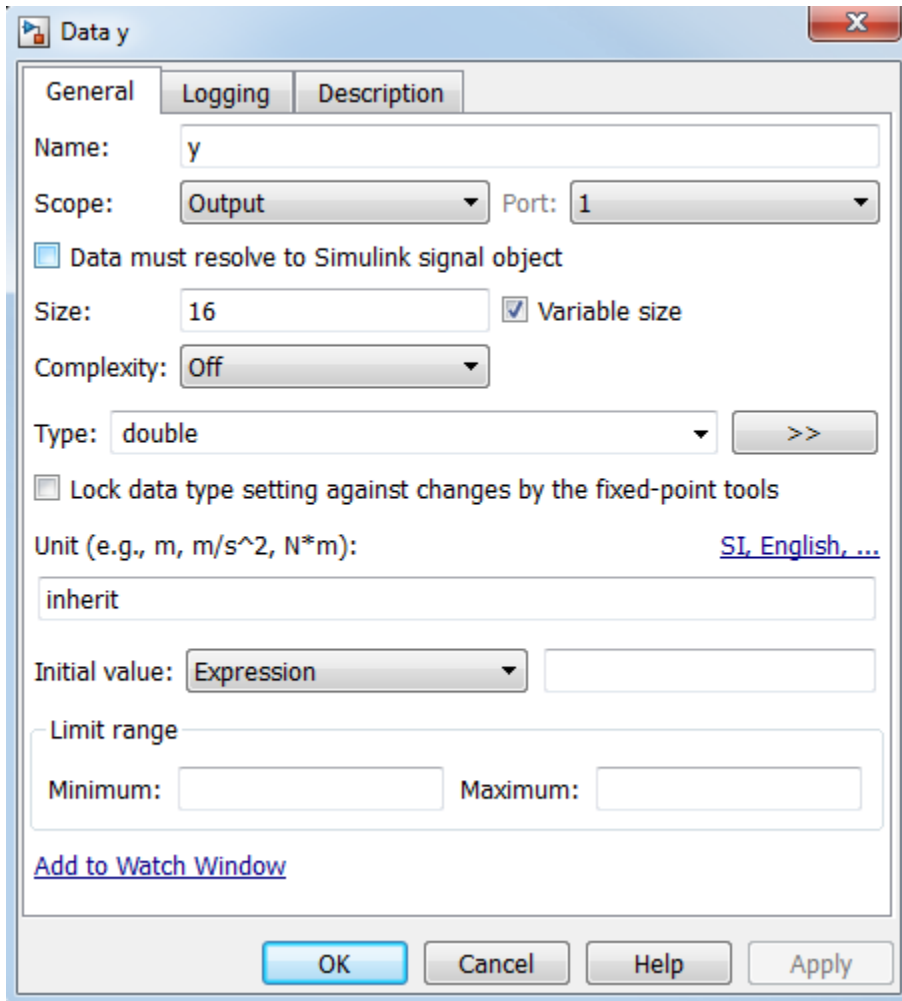 Data y
General Logging Description
Name: y
Scope: Output Port: 1
Data must resolve to Simulink signal object
Size: 16 Variable size
Complexity: Off
Type: double >>
Lock data type setting against changes by the fixed-point tools
Unit (e.g., m, m/s^2, N*m): SI, English, ...
inherit
Initial value: Expression
Limit range
Minimum: Maximum:
Add to Watch Window
OK Cancel Help Apply